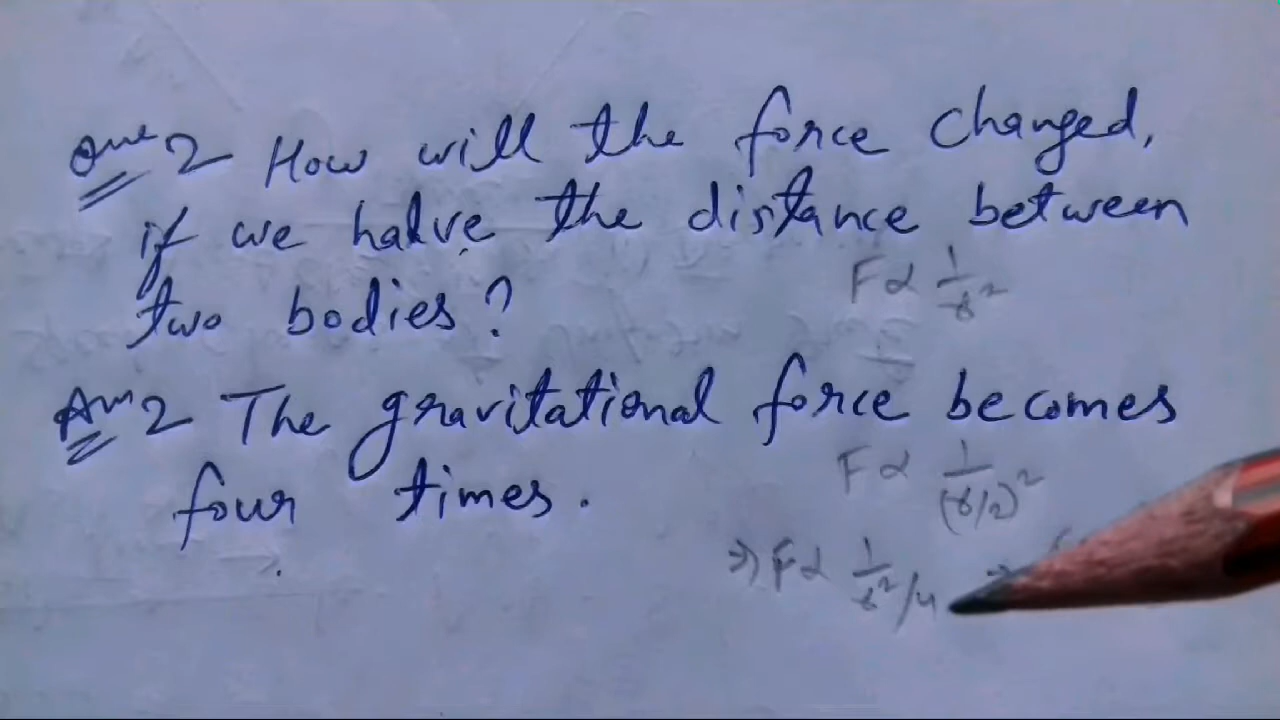 Que 2 How will the force changed,
if we halve the distance between
two bodies?
F∝ 1/r²
Ans 2 The gravitational force becomes
four times.
F∝ 1/(r/2)²
⇒ F∝ 1/r²/4 ⇒